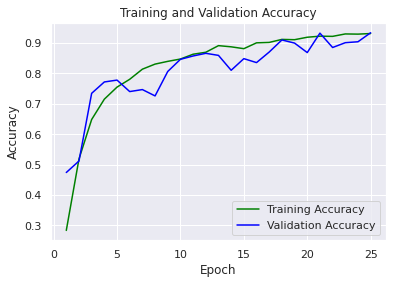 Training and Validation Accuracy
Accuracy
0.9
0.8
0.7
0.6
0.5
0.4
0.3
Training Accuracy
Validation Accuracy
0 5 10 15 20 25
Epoch